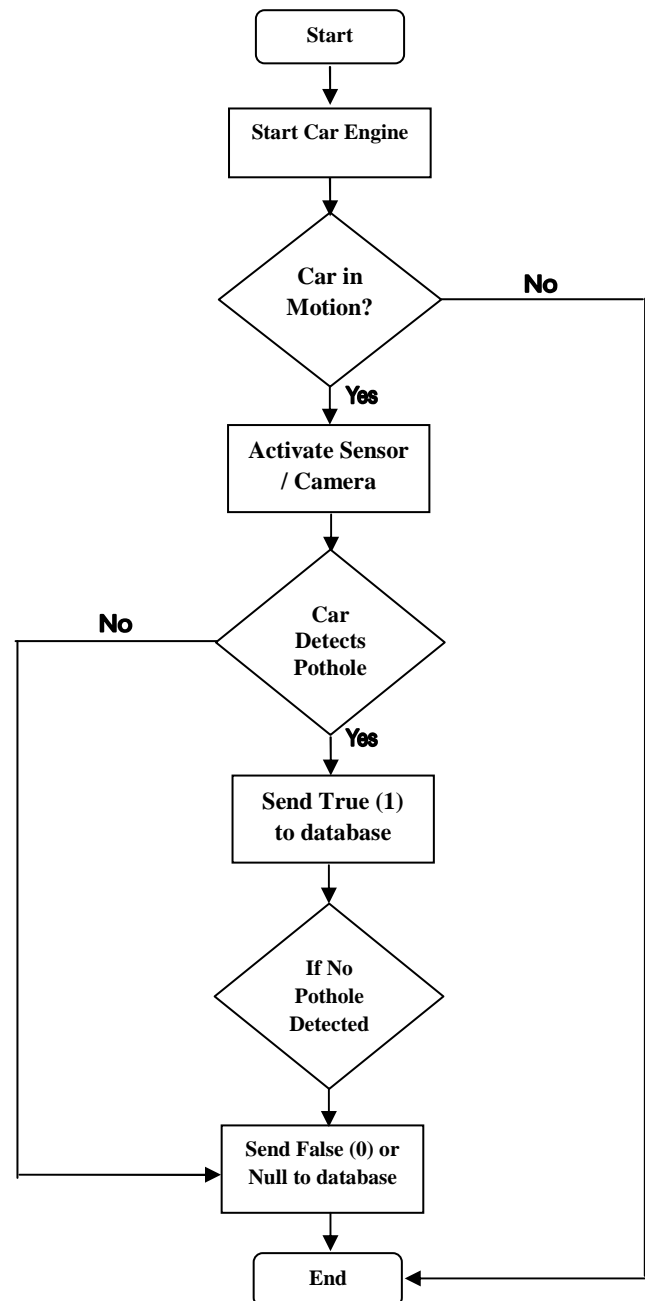 Start
Start Car Engine
Car in
Motion?
No
Yes
Activate Sensor
/ Camera
Car
Detects
Pothole
No
Yes
Send True (1)
to database
If No
Pothole
Detected
Send False (0) or
Null to database
End